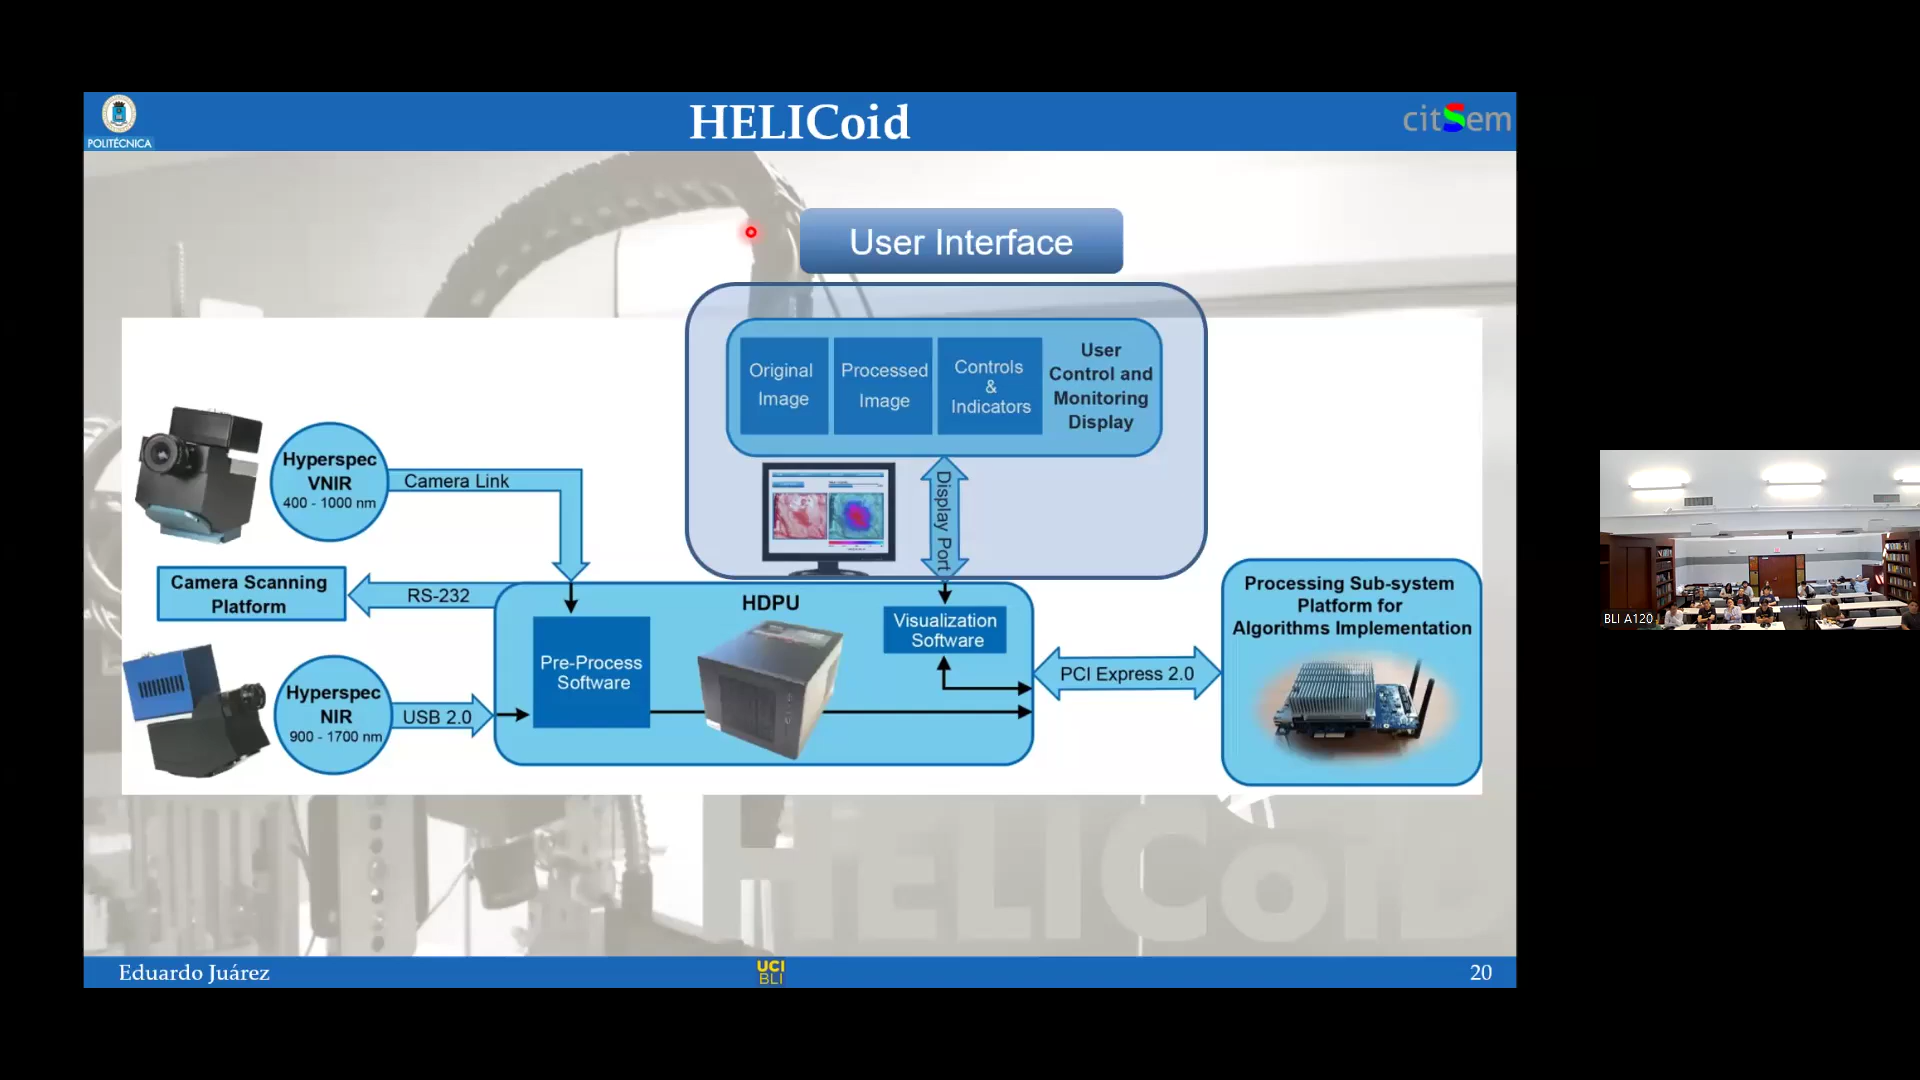 POLITÉCNICA
HELICoid
citSem
User Interface
Original
Image
Processed
Image
Controls
&
Indicators
User
Control and
Monitoring
Display
Hyperspec
VNIR
400 - 1000 nm
Camera Link
Display Port
Camera Scanning
Platform
RS-232
HDPU
Visualization
Software
Pre-Process
Software
Hyperspec
NIR
900 - 1700 nm
USB 2.0
PCI Express 2.0
Processing Sub-system
Platform for
Algorithms Implementation
HELICoiD
BLI A120
Eduardo Juárez
UCI
BLI
20